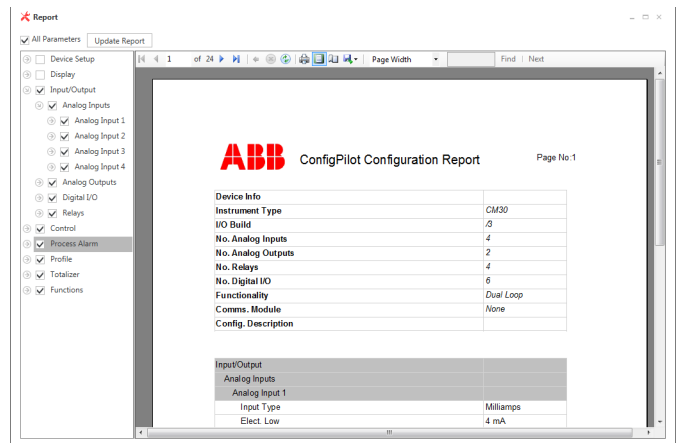 Report
All Parameters Update Report
Device Setup
Display
Input/Output
Analog Inputs
Analog Input 1
Analog Input 2
Analog Input 3
Analog Input 4
Analog Outputs
Digital I/O
Relays
Control
Process Alarm
Profile
Totalizer
Functions
1 of 24 Page Width Find | Next
ABB ConfigPilot Configuration Report Page No:1
Device Info
Instrument Type CM30
I/O Build /3
No. Analog Inputs 4
No. Analog Outputs 2
No. Relays 4
No. Digital I/O 6
Functionality Dual Loop
Comms. Module None
Config. Description
Input/Output
Analog Inputs
Analog Input 1
Input Type Milliamps
Elect. Low 4 mA